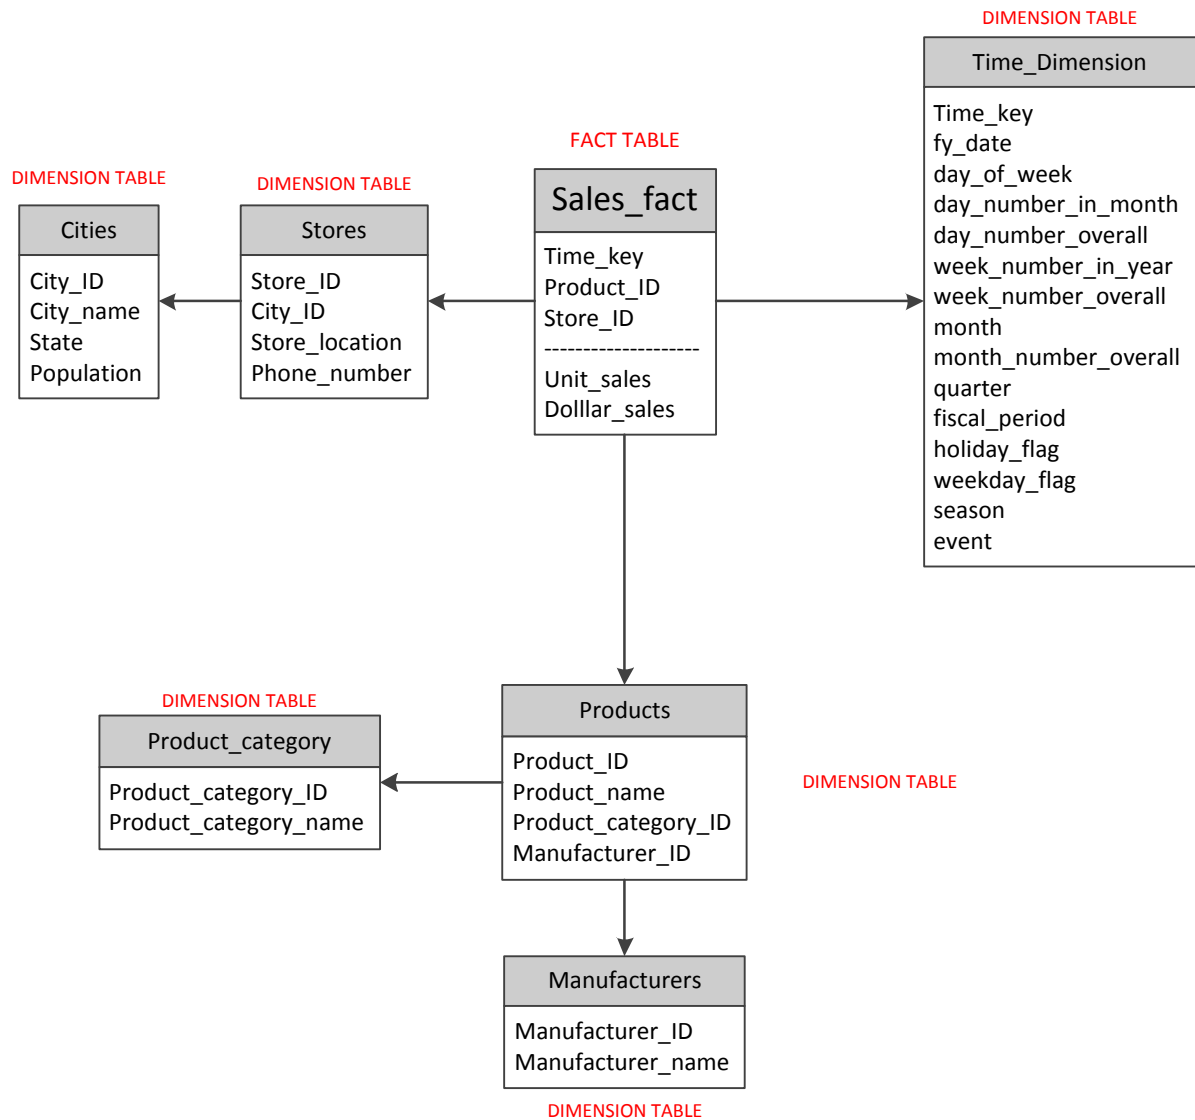 DIMENSION TABLE
Time_Dimension
Time_key
fy_date
day_of_week
day_number_in_month
day_number_overall
week_number_in_year
week_number_overall
month
month_number_overall
quarter
fiscal_period
holiday_flag
weekday_flag
season
event
FACT TABLE
Sales_fact
Time_key
Product_ID
Store_ID
--------------------
Unit_sales
Dolllar_sales
DIMENSION TABLE
Cities
City_ID
City_name
State
Population
DIMENSION TABLE
Stores
Store_ID
City_ID
Store_location
Phone_number
DIMENSION TABLE
Product_category
Product_category_ID
Product_category_name
Products
Product_ID
Product_name
Product_category_ID
Manufacturer_ID
DIMENSION TABLE
Manufacturers
Manufacturer_ID
Manufacturer_name
DIMENSION TABLE